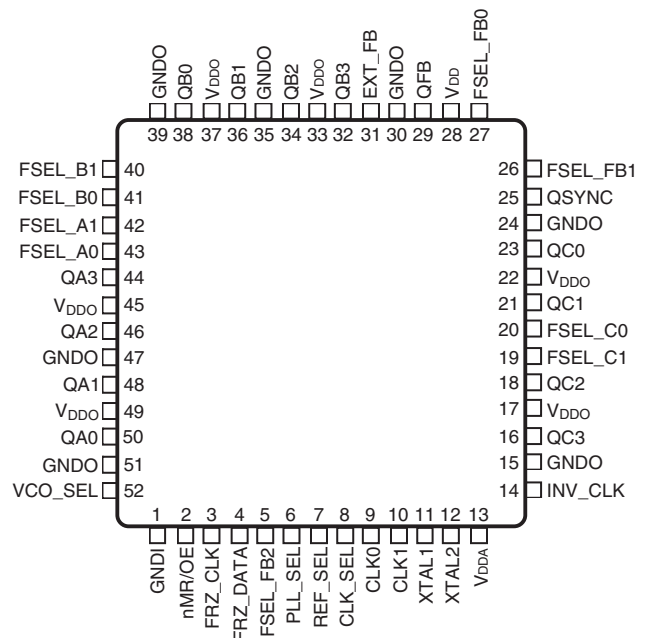 GNDO
QB0
VDDO
QB1
GNDO
QB2
VDDO
QB3
EXT_FB
GNDO
QFB
VDD
FSEL_FB0
39 38 37 36 35 34 33 32 31 30 29 28 27
FSEL_B1 40
FSEL_B0 41
FSEL_A1 42
FSEL_A0 43
QA3 44
VDDO 45
QA2 46
GNDO 47
QA1 48
VDDO 49
QA0 50
GNDO 51
VCO_SEL 52
26 FSEL_FB1
25 QSYNC
24 GNDO
23 QC0
22 VDDO
21 QC1
20 FSEL_C0
19 FSEL_C1
18 QC2
17 VDDO
16 QC3
15 GNDO
14 INV_CLK
1 2 3 4 5 6 7 8 9 10 11 12 13
GNDI
nMR/OE
FRZ_CLK
FRZ_DATA
FSEL_FB2
PLL_SEL
REF_SEL
CLK_SEL
CLK0
CLK1
XTAL1
XTAL2
VDDA